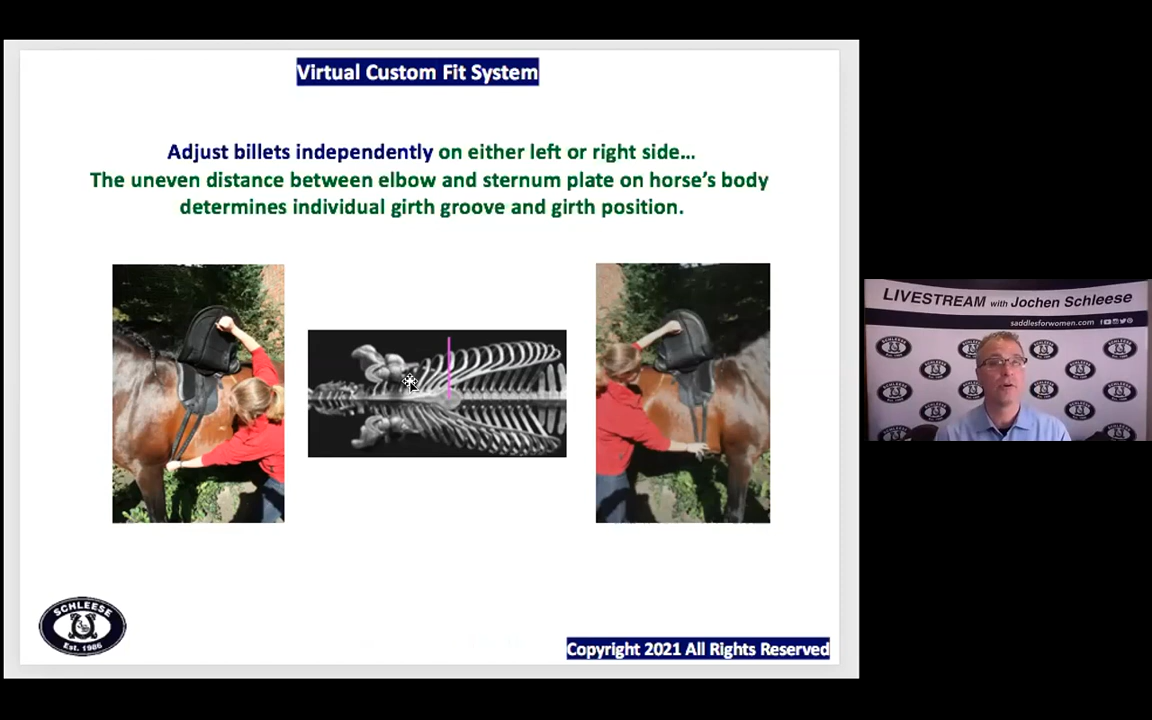 Virtual Custom Fit System
Adjust billets independently on either left or right side...
The uneven distance between elbow and sternum plate on horse's body
determines individual girth groove and girth position.
LIVESTREAM with Jochen Schleese
saddlesforwomen.com
SCHLEESE
Est. 1986
Copyright 2021 All Rights Reserved